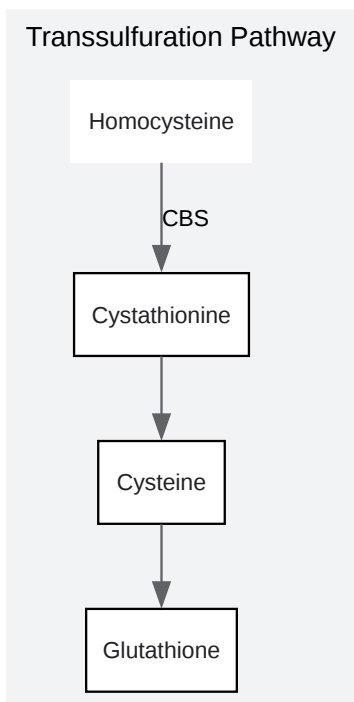 Transsulfuration Pathway
Homocysteine
CBS
Cystathionine
Cysteine
Glutathione